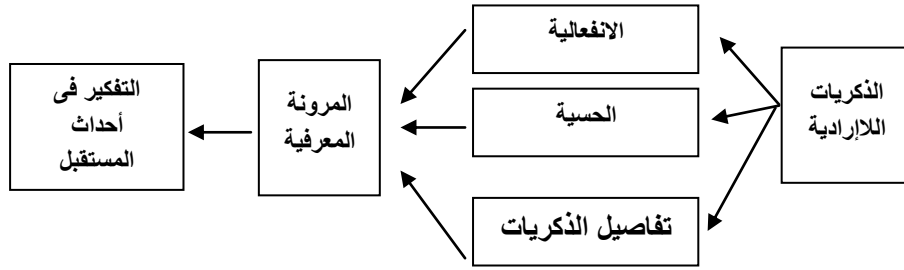 الذكريات
اللاإرادية
الانفعالية
الحسية
تفاصيل الذكريات
المرونة
المعرفية
التفكير فى
أحداث
المستقبل